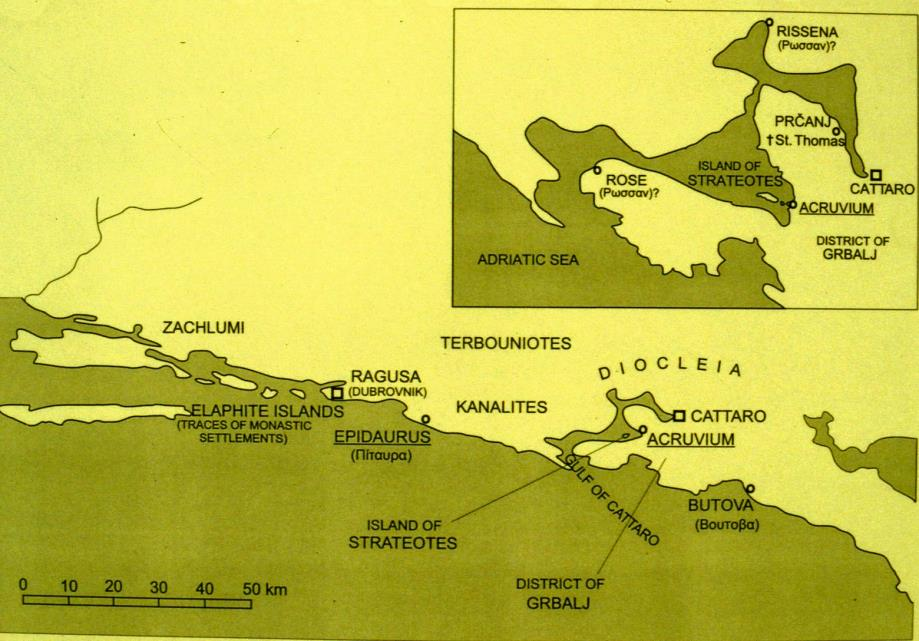 RISSENA
(Ρωσσαν)?
PRČANJ
†St. Thomas
ISLAND OF
STRATEOTES
ROSE
(Ρωσσαν)?
CATTARO
ACRUVIUM
DISTRICT OF
GRBALJ
ADRIATIC SEA
ZACHLUMI
TERBOUNIOTES
DIOCLEIA
RAGUSA
(DUBROVNIK)
KANALITES
CATTARO
ELAPHITE ISLANDS
(TRACES OF MONASTIC
SETTLEMENTS)
EPIDAURUS
(Πίταυρα)
ACRUVIUM
GULF OF CATTARO
BUTOVA
(Βουτοβα)
ISLAND OF
STRATEOTES
DISTRICT OF
GRBALJ
0 10 20 30 40 50 km